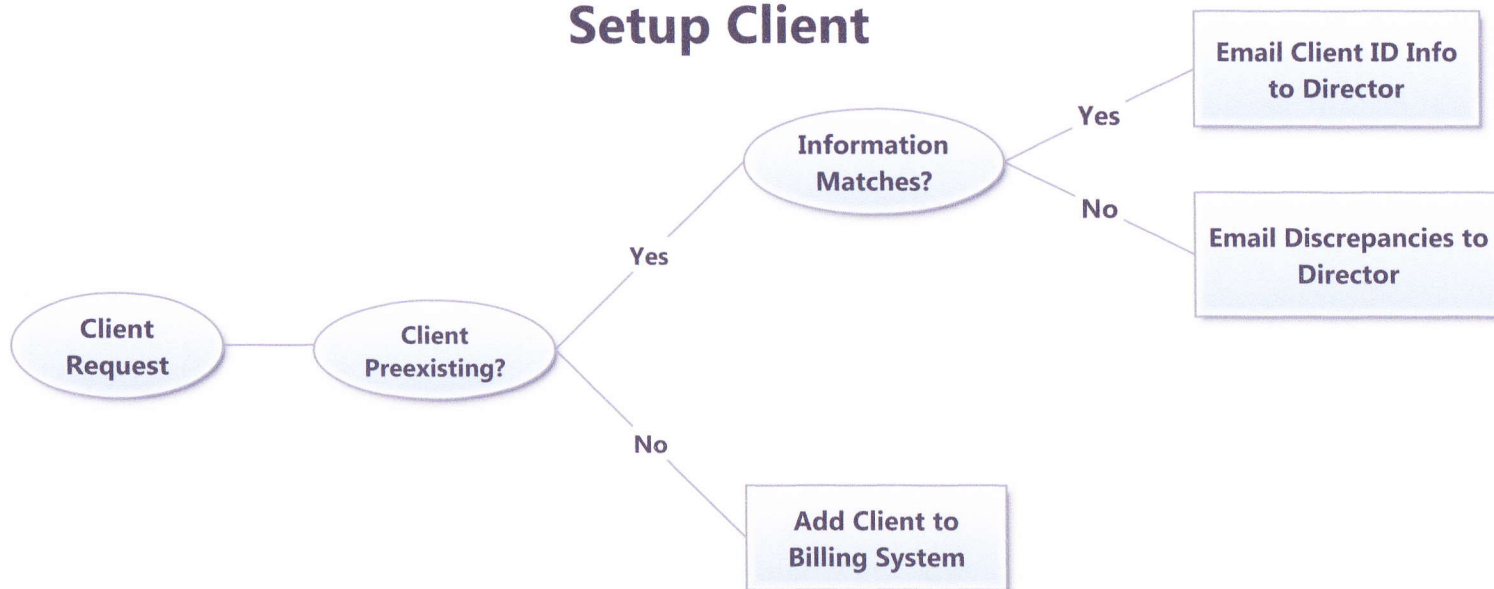 Setup Client
Client
Request
Client
Preexisting?
Yes
No
Information
Matches?
Yes
No
Email Client ID Info
to Director
Email Discrepancies to
Director
Add Client to
Billing System